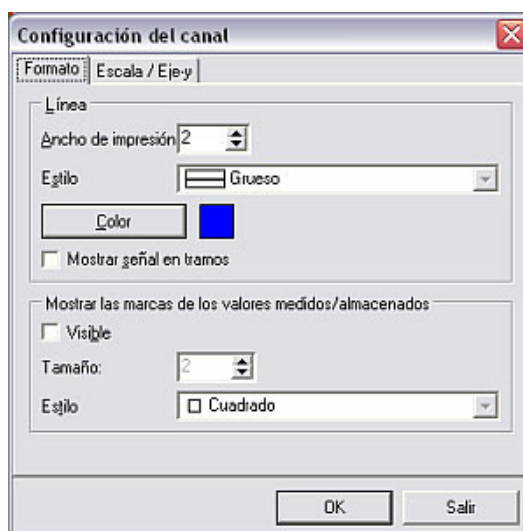 Configuración del canal
Formato
Escala / Eje-y
Línea
Ancho de impresión 2
Estilo Grueso
Color
Mostrar señal en tramos
Mostrar las marcas de los valores medidos/almacenados
Visible
Tamaño: 2
Estilo Cuadrado
OK
Salir